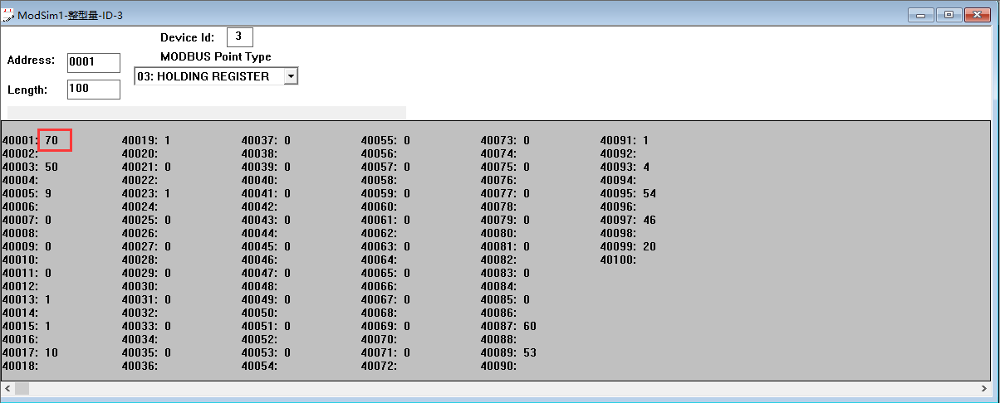 ModSim1-整型量-ID-3
Device Id: 3
Address: 0001
MODBUS Point Type
03: HOLDING REGISTER
Length: 100
40001: 70 40019: 1 40037: 0 40055: 0 40073: 0 40091: 1
40002: 40020: 40038: 40056: 40074: 40092:
40003: 50 40021: 0 40039: 0 40057: 0 40075: 0 40093: 4
40004: 40022: 40040: 40058: 40076: 40094:
40005: 9 40023: 1 40041: 0 40059: 0 40077: 0 40095: 54
40006: 40024: 40042: 40060: 40078: 40096:
40007: 0 40025: 0 40043: 0 40061: 0 40079: 0 40097: 46
40008: 40026: 40044: 40062: 40080: 40098:
40009: 0 40027: 0 40045: 0 40063: 0 40081: 0 40099: 20
40010: 40028: 40046: 40064: 40082: 40100:
40011: 0 40029: 0 40047: 0 40065: 0 40083: 0
40012: 40030: 40048: 40066: 40084:
40013: 1 40031: 0 40049: 0 40067: 0 40085: 0
40014: 40032: 40050: 40068: 40086:
40015: 1 40033: 0 40051: 0 40069: 0 40087: 60
40016: 40034: 40052: 40070: 40088:
40017: 10 40035: 0 40053: 0 40071: 0 40089: 53
40018: 40036: 40054: 40072: 40090: